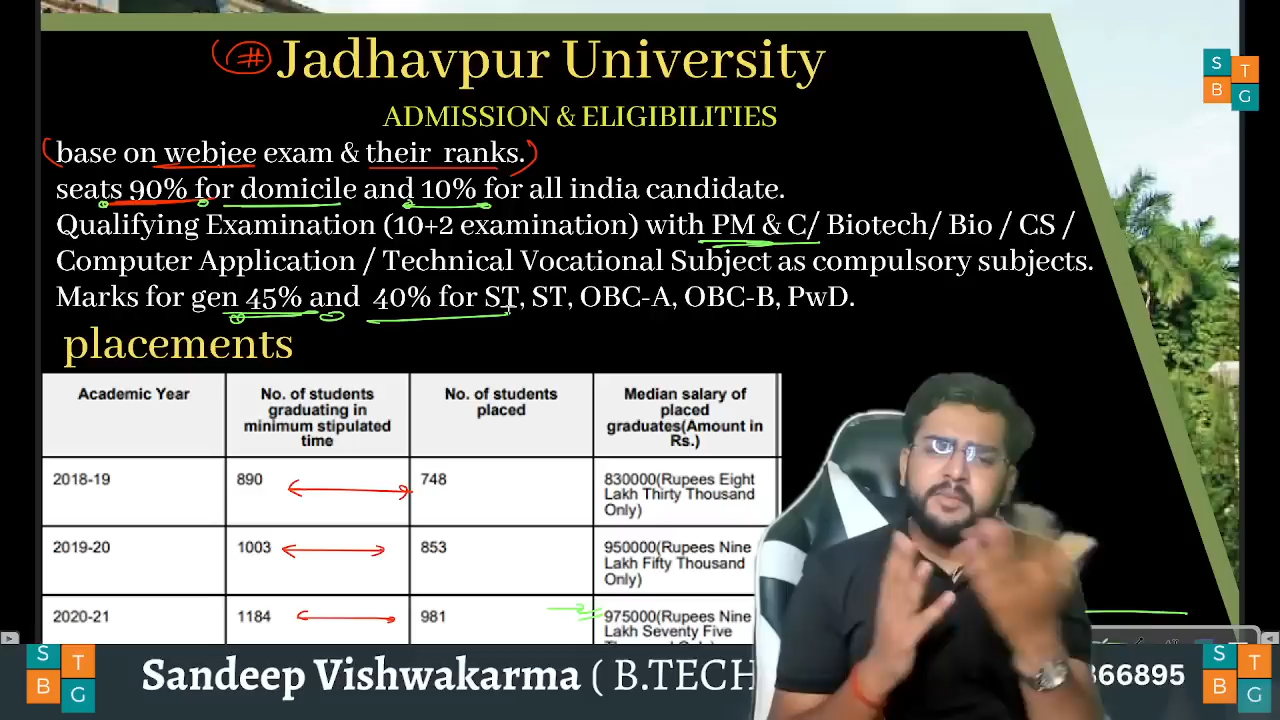 # Jadhavpur University
ADMISSION & ELIGIBILITIES
base on webjee exam & their ranks.
seats 90% for domicile and 10% for all india candidate.
Qualifying Examination (10+2 examination) with PM & C/ Biotech/ Bio / CS /
Computer Application / Technical Vocational Subject as compulsory subjects.
Marks for gen 45% and 40% for ST, ST, OBC-A, OBC-B, PwD.
placements
Academic Year
No. of students
graduating in
minimum stipulated
time
No. of students
placed
Median salary of
placed
graduates(Amount in
Rs.)
2018-19
890
748
830000(Rupees Eight
Lakh Thirty Thousand
Only)
2019-20
1003
853
950000(Rupees Nine
Lakh Fifty Thousand
Only)
2020-21
1184
981
975000(Rupees Nine
Lakh Seventy Five
S T
B G
S T
B G
Sandeep Vishwakarma ( B.TECH
66895
S T
B G